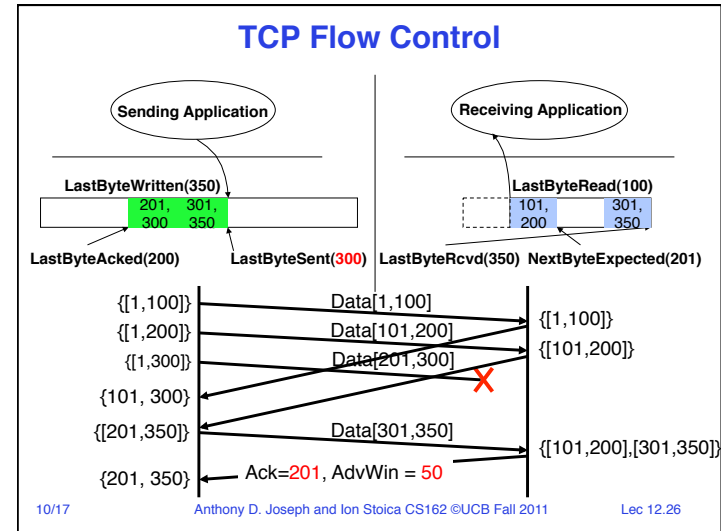 TCP Flow Control
Sending Application
Receiving Application
LastByteWritten(350)
LastByteRead(100)
201, 301,
300 350
101, 301,
200 350
LastByteAcked(200) LastByteSent(300) LastByteRcvd(350) NextByteExpected(201)
{[1,100]}
Data[1,100]
{[1,100]}
{[1,200]}
Data[101,200]
{[101,200]}
{[1,300]}
Data[201,300]
{101, 300}
{[201,350]}
Data[301,350]
{[101,200],[301,350]}
{201, 350}
Ack=201, AdvWin = 50
10/17 Anthony D. Joseph and Ion Stoica CS162 ©UCB Fall 2011 Lec 12.26